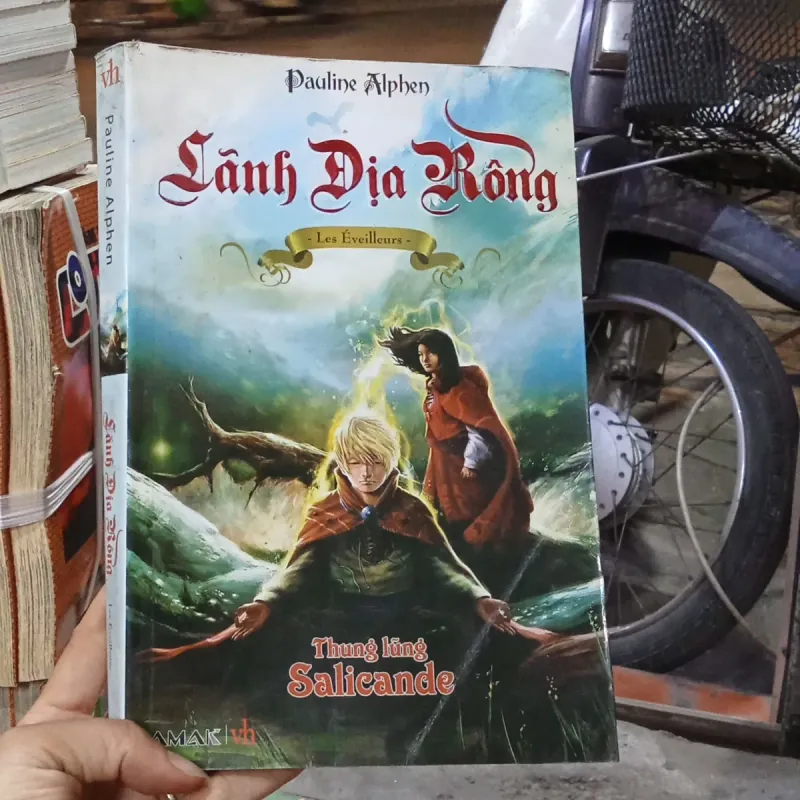 Pauline Alphen
Lãnh Địa Rồng
- Les Éveilleurs -
Thung lũng
Salicande
AMAK | vh
vh
Pauline Alphen
Lãnh Địa Rồng